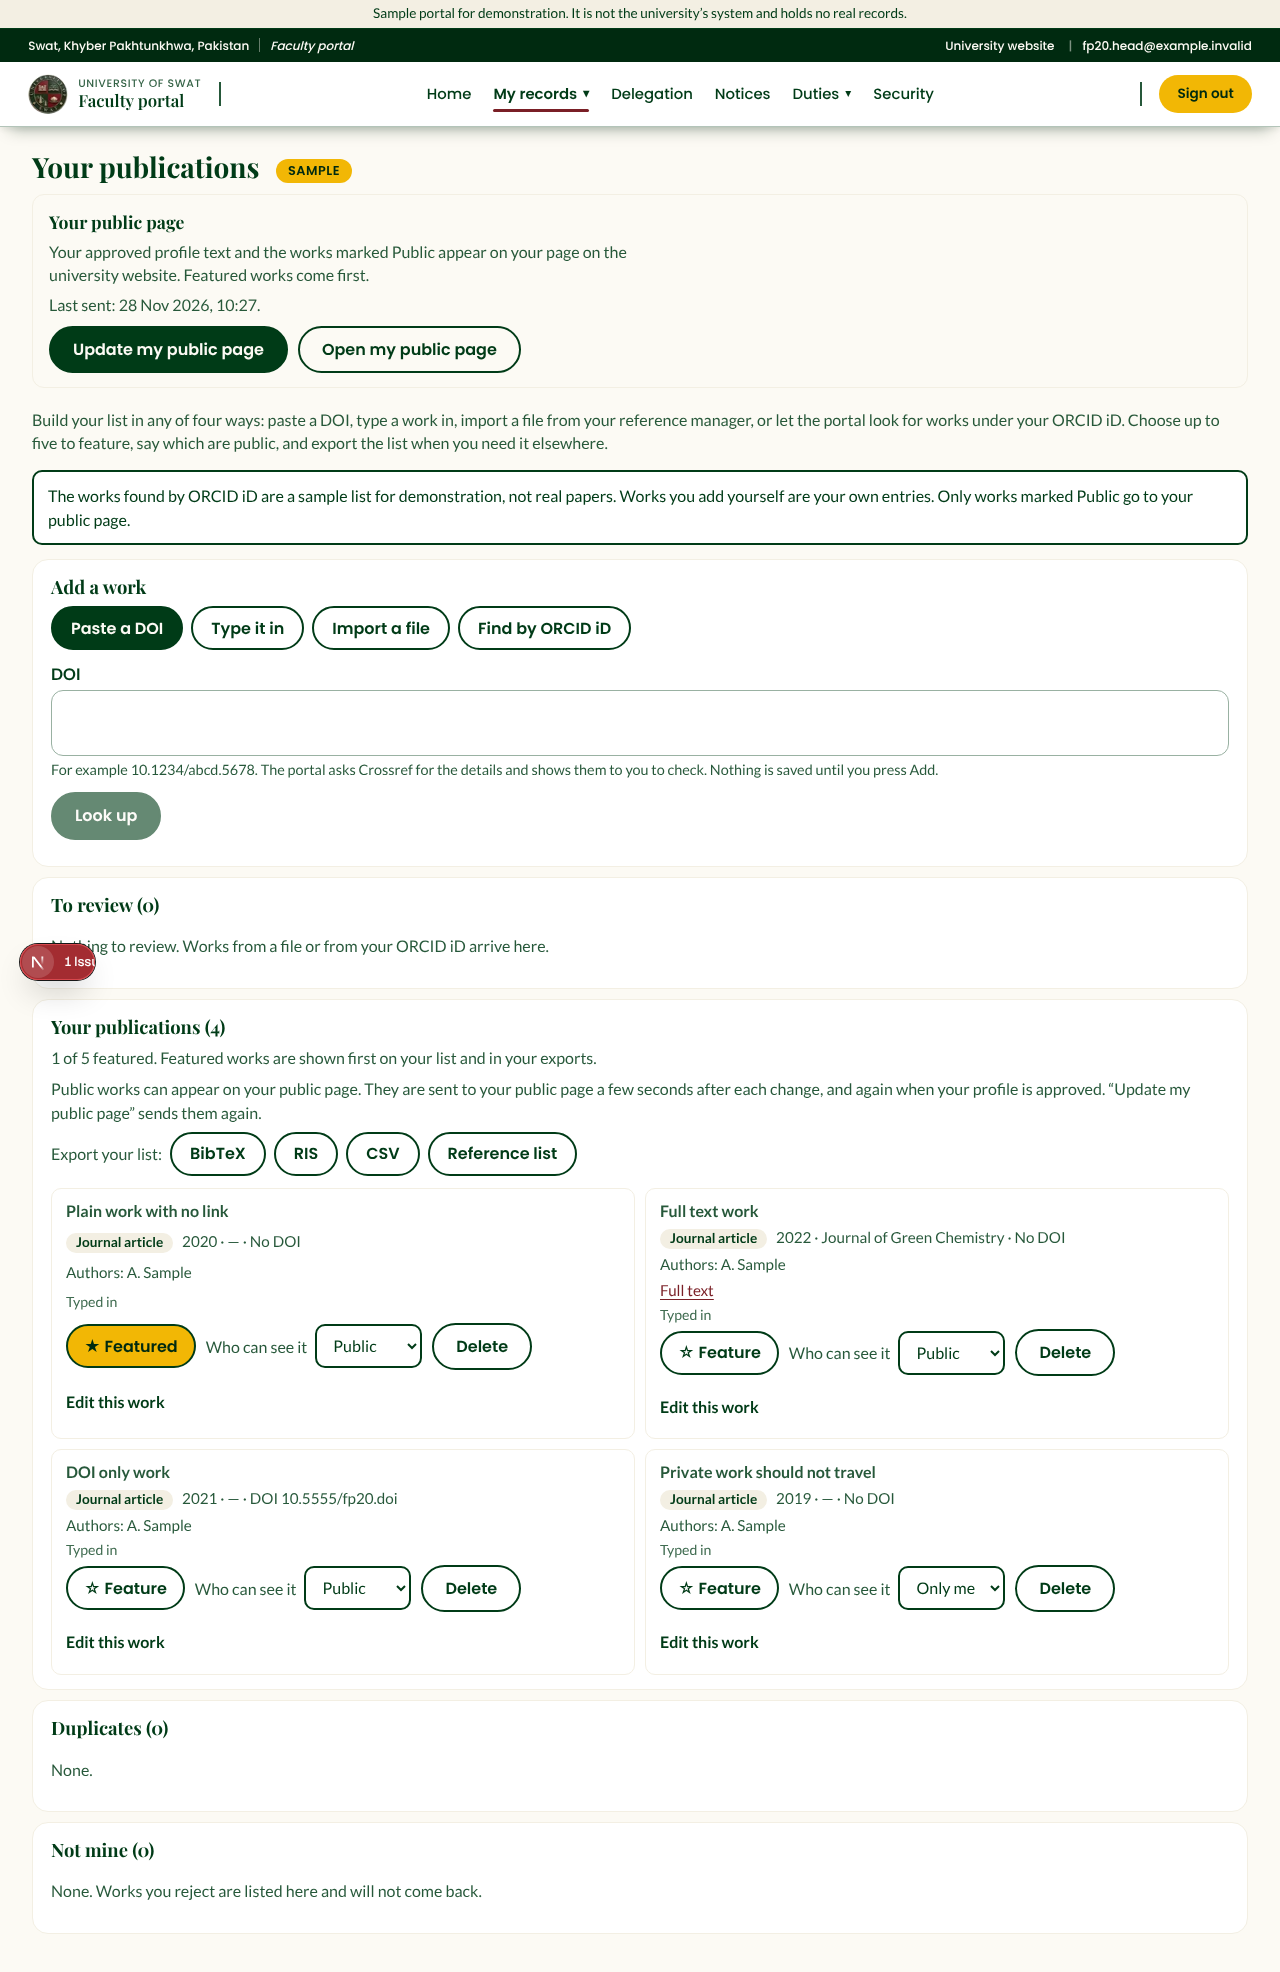 Sample portal for demonstration. It is not the university's system and holds no real records.
Swat, Khyber Pakhtunkhwa, Pakistan | Faculty portal
University website | fp20.head@example.invalid
UNIVERSITY OF SWAT
Faculty portal
Home My records ▾ Delegation Notices Duties ▾ Security
Sign out
Your publications SAMPLE
Your public page
Your approved profile text and the works marked Public appear on your page on the
university website. Featured works come first.
Last sent: 28 Nov 2026, 10:27.
Update my public page Open my public page
Build your list in any of four ways: paste a DOI, type a work in, import a file from your reference manager, or let the portal look for works under your ORCID iD. Choose up to
five to feature, say which are public, and export the list when you need it elsewhere.
The works found by ORCID iD are a sample list for demonstration, not real papers. Works you add yourself are your own entries. Only works marked Public go to your
public page.
Add a work
Paste a DOI Type it in Import a file Find by ORCID iD
DOI
For example 10.1234/abcd.5678. The portal asks Crossref for the details and shows them to you to check. Nothing is saved until you press Add.
Look up
To review (0)
to review. Works from a file or from your ORCID iD arrive here.
N 1
Your publications (4)
1 of 5 featured. Featured works are shown first on your list and in your exports.
Public works can appear on your public page. They are sent to your public page a few seconds after each change, and again when your profile is approved. “Update my
public page” sends them again.
Export your list: BibTeX RIS CSV Reference list
Plain work with no link
Journal article 2020 · — · No DOI
Authors: A. Sample
Typed in
★ Featured Who can see it Public Delete
Edit this work
Full text work
Journal article 2022 · Journal of Green Chemistry · No DOI
Authors: A. Sample
Full text
Typed in
☆ Feature Who can see it Public Delete
Edit this work
DOI only work
Journal article 2021 · — · DOI 10.5555/fp20.doi
Authors: A. Sample
Typed in
☆ Feature Who can see it Public Delete
Edit this work
Private work should not travel
Journal article 2019 · — · No DOI
Authors: A. Sample
Typed in
☆ Feature Who can see it Only me Delete
Edit this work
Duplicates (0)
None.
Not mine (0)
None. Works you reject are listed here and will not come back.